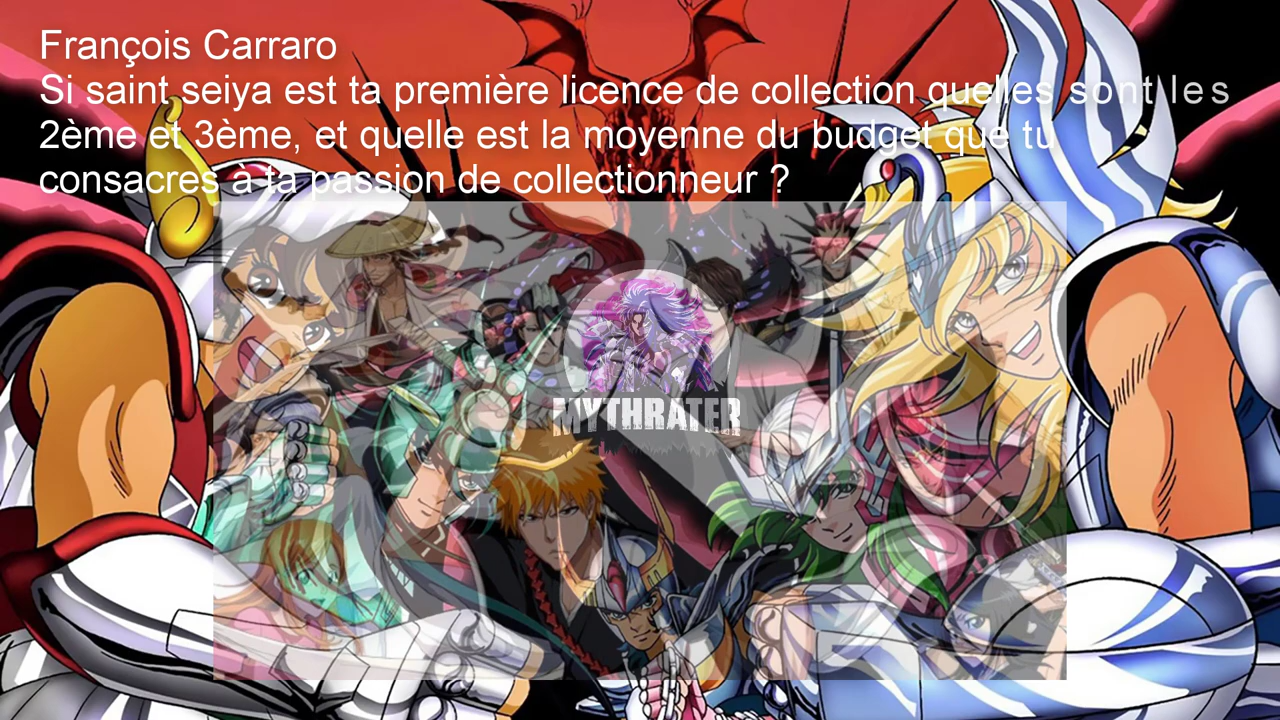 François Carraro
Si saint seiya est ta première licence de collection quelles sont les
2ème et 3ème, et quelle est la moyenne du budget que tu
consacres à ta passion de collectionneur ?
MYTHRATER